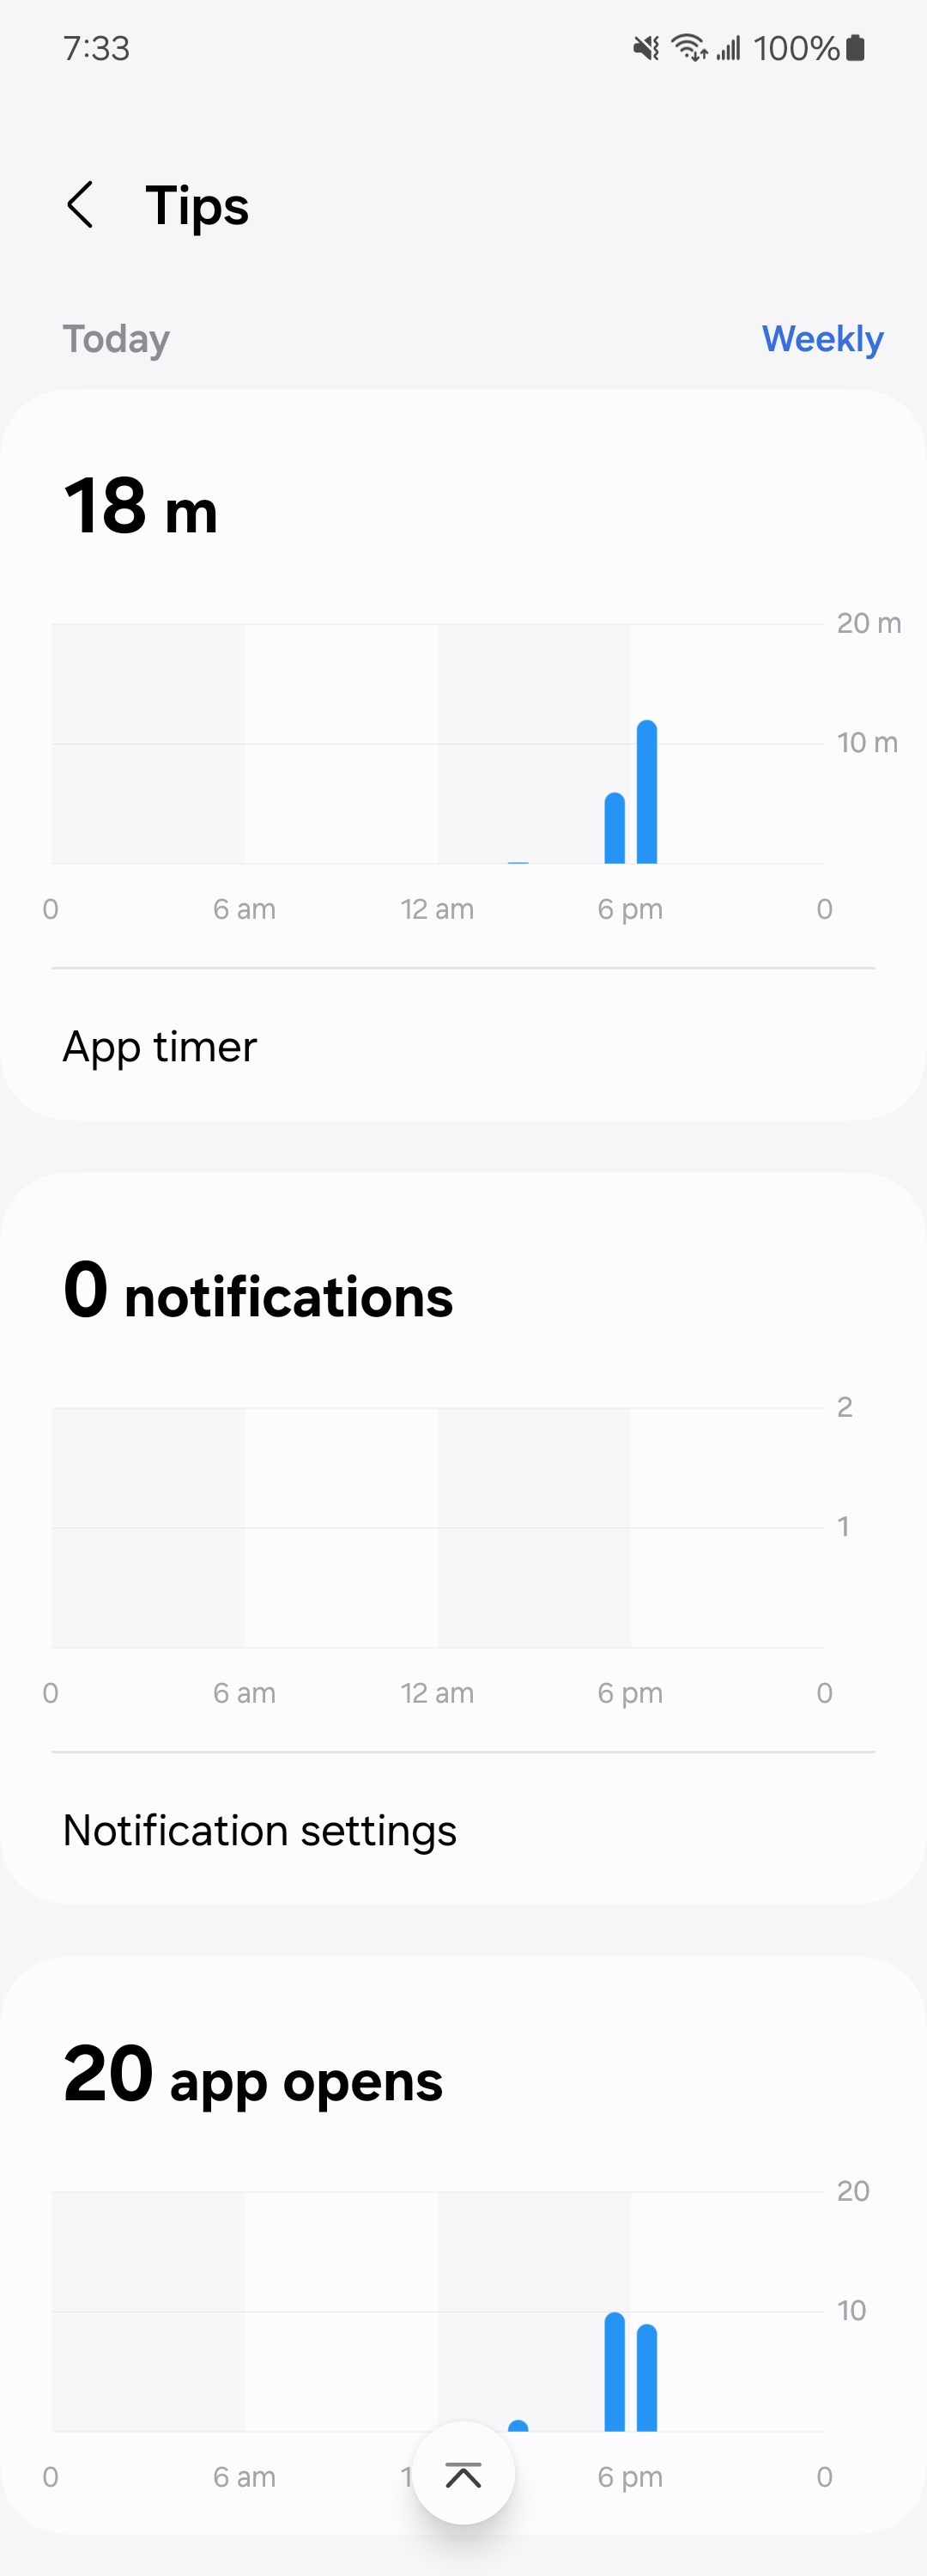 7:33 100%
Tips
Today Weekly
18 m
20 m
10 m
0 6 am 12 am 6 pm 0
App timer
0 notifications
2
1
0 6 am 12 am 6 pm 0
Notification settings
20 app opens
20
10
0 6 am 1 6 pm 0